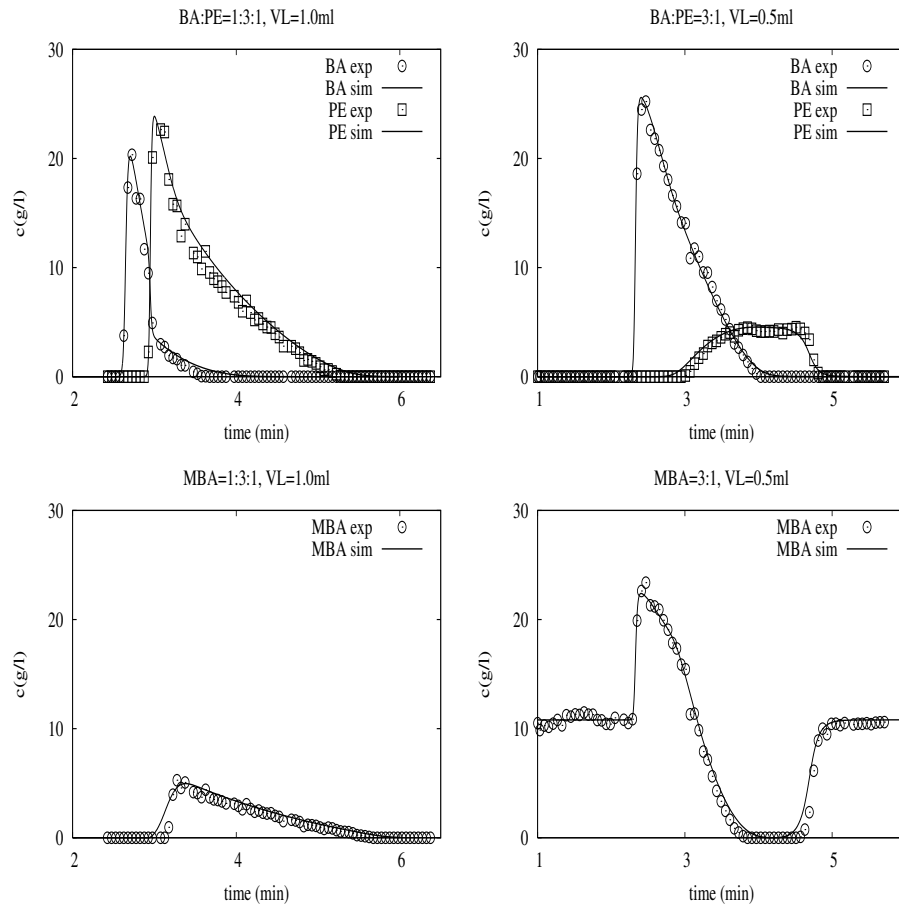 BA:PE=1:3:1, VL=1.0ml
30
20
10
0
c(g/l)
BA exp
BA sim
PE exp
PE sim
2
4
6
time (min)
BA:PE=3:1, VL=0.5ml
30
20
10
0
c(g/l)
BA exp
BA sim
PE exp
PE sim
1
3
5
time (min)
MBA=1:3:1, VL=1.0ml
30
20
10
0
c(g/l)
MBA exp
MBA sim
2
4
6
time (min)
MBA=3:1, VL=0.5ml
30
20
10
0
c(g/l)
MBA exp
MBA sim
1
3
5
time (min)